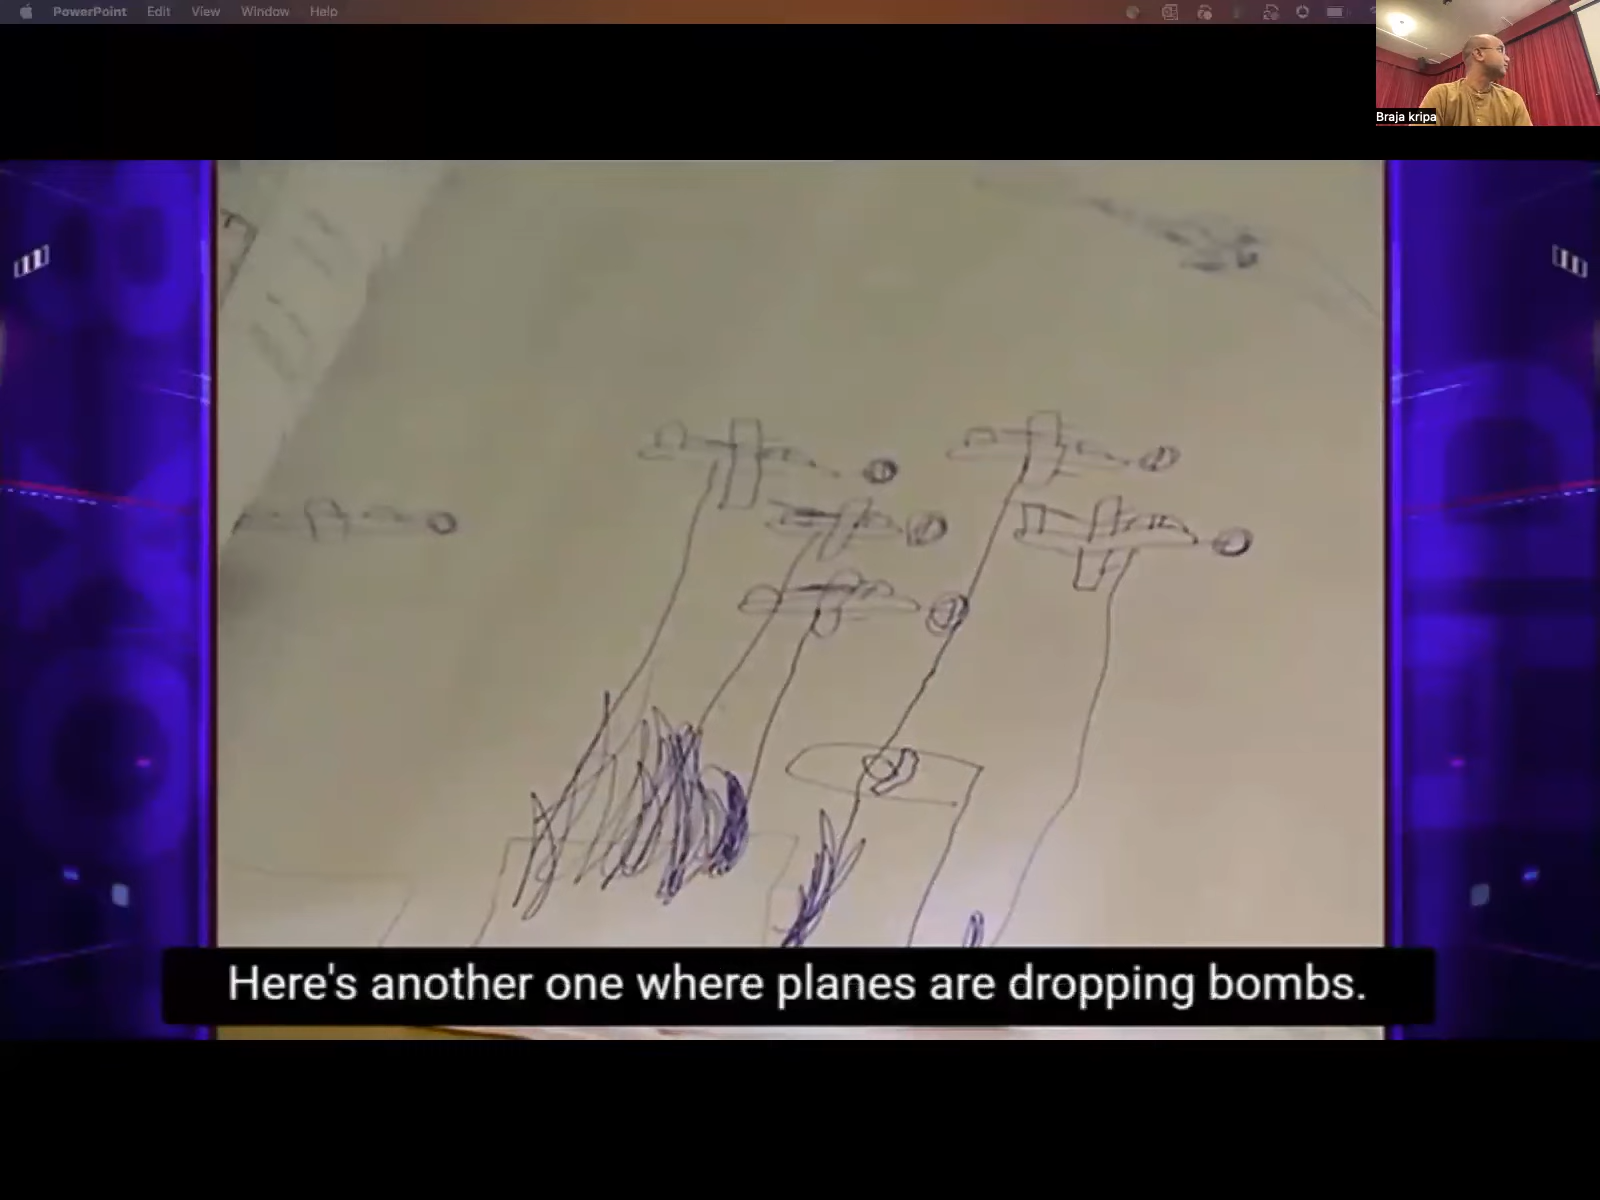 PowerPoint Edit View Window Help
Braja kripa
Here's another one where planes are dropping bombs.